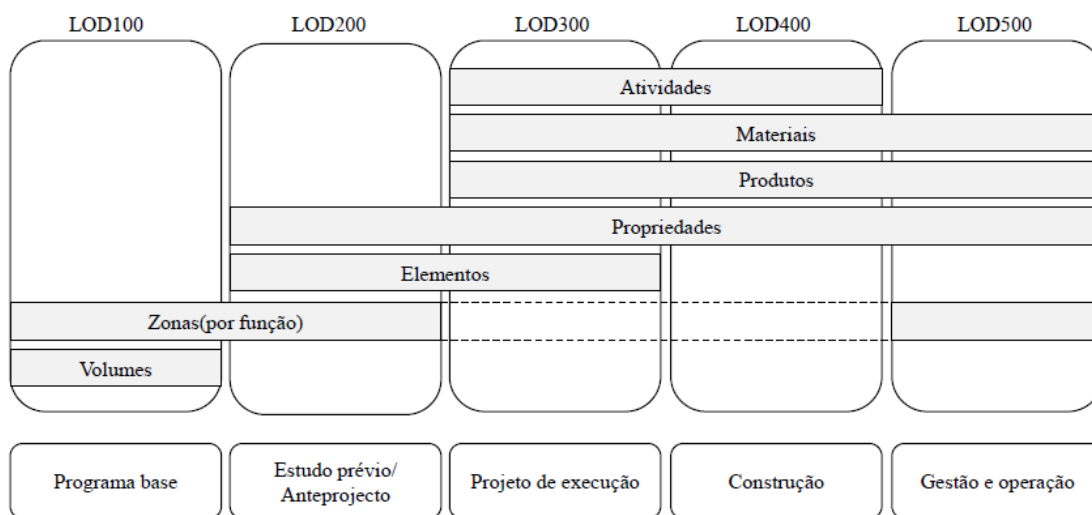 LOD100
LOD200
LOD300
LOD400
LOD500
Atividades
Materiais
Produtos
Propriedades
Elementos
Zonas(por função)
Volumes
Programa base
Estudo prévio/
Anteprojecto
Projeto de execução
Construção
Gestão e operação